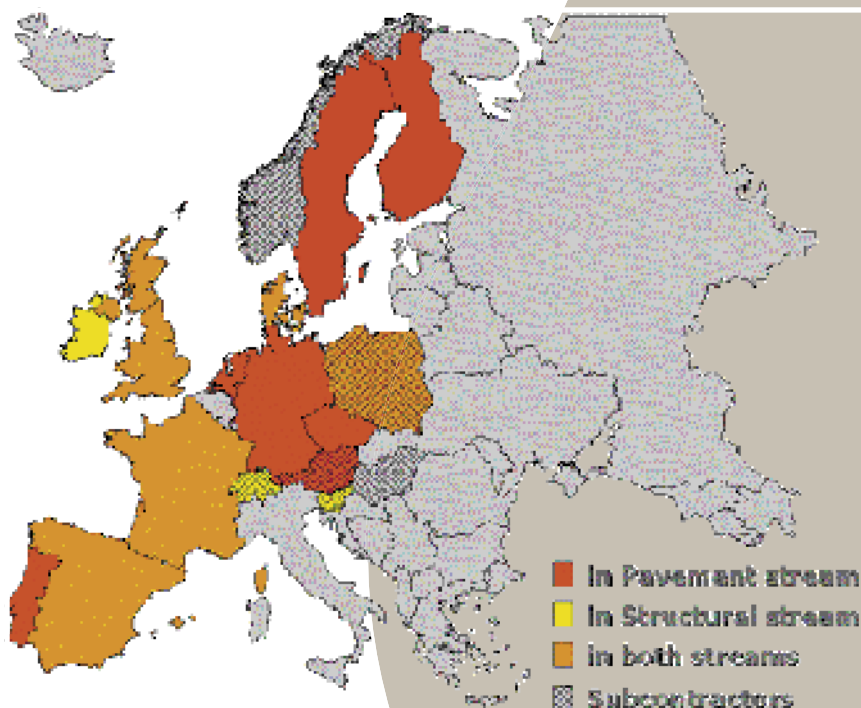 In Pavement stream
In Structural stream
in both streams
Subcontractors